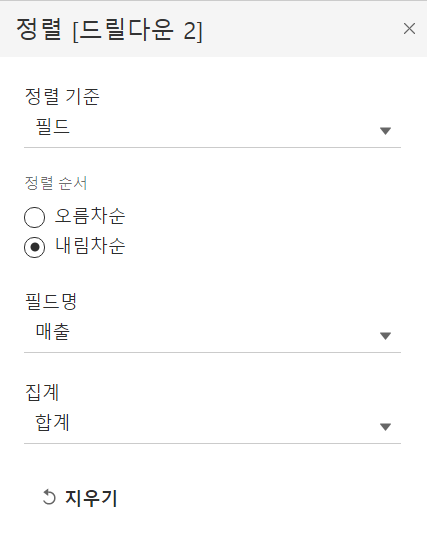 정렬 [드릴다운 2]
정렬 기준
필드
정렬 순서
오름차순
내림차순
필드명
매출
집계
합계
지우기